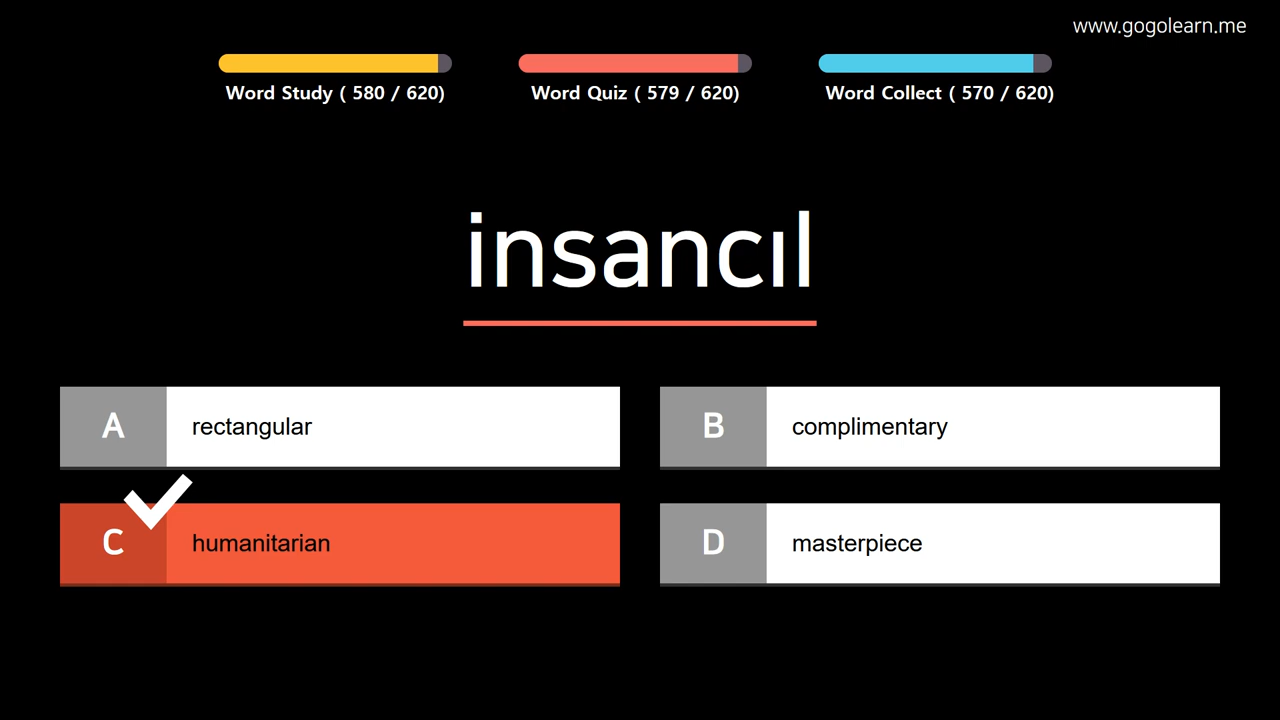 www.gogolearn.me
Word Study ( 580 / 620)
Word Quiz ( 579 / 620)
Word Collect ( 570 / 620)
insancıl
A rectangular
B complimentary
C humanitarian
D masterpiece